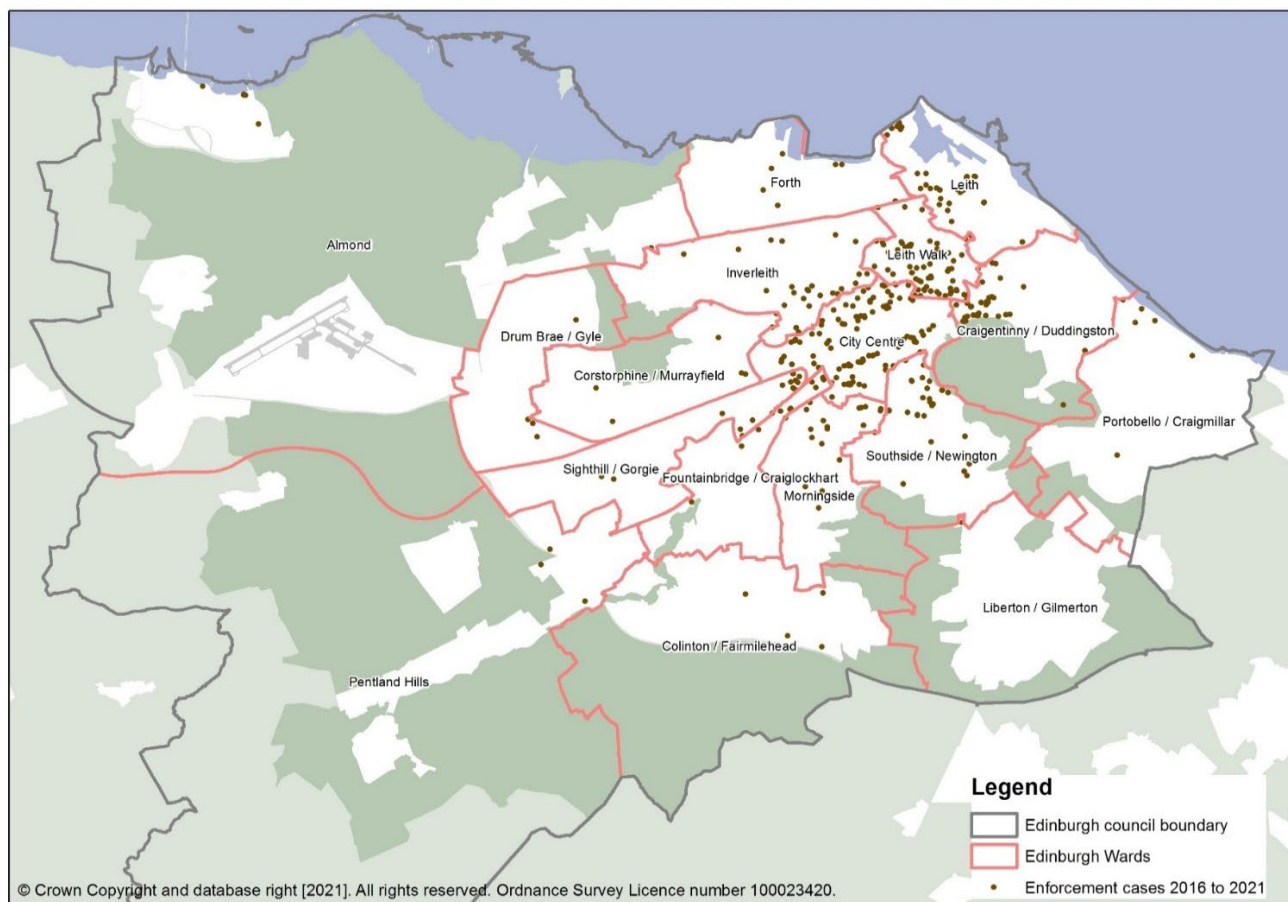 Forth
Leith
Almond
Inverleith
Leith Walk
Drum Brae / Gyle
City Centre
Craigentinny / Duddingston
Corstorphine / Murrayfield
Portobello / Craigmillar
Southside / Newington
Sighthill / Gorgie
Fountainbridge / Craiglockhart
Morningside
Liberton / Gilmerton
Colinton / Fairmilehead
Pentland Hills
Legend
Edinburgh council boundary
Edinburgh Wards
Enforcement cases 2016 to 2021
© Crown Copyright and database right [2021]. All rights reserved. Ordnance Survey Licence number 100023420.